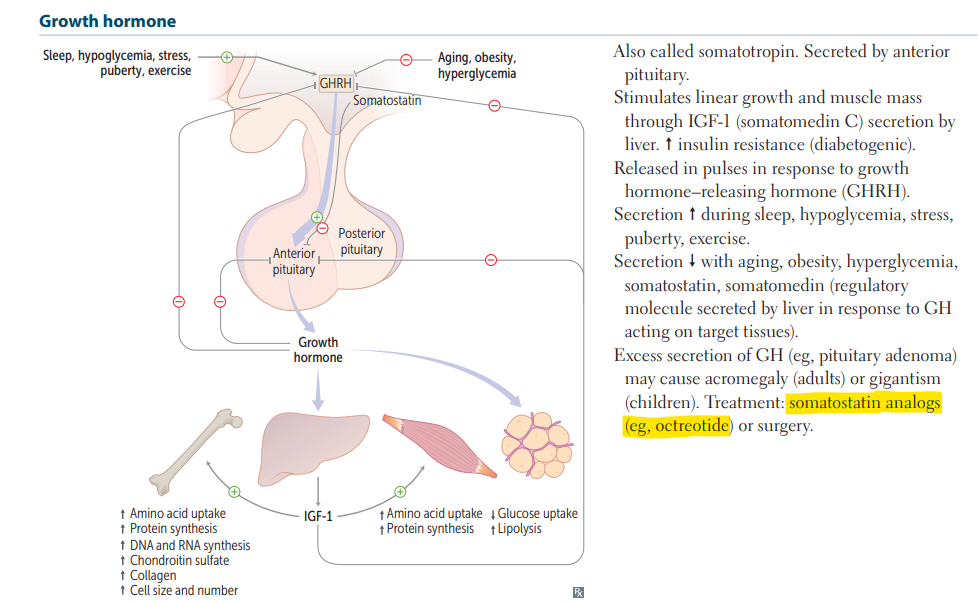 Growth hormone
Sleep, hypoglycemia, stress,
puberty, exercise
+
–
Aging, obesity,
hyperglycemia
GHRH
Somatostatin
–
+
–
Posterior
pituitary
Anterior
pituitary
–
–
–
Growth
hormone
+
+
IGF-1
↑ Amino acid uptake
↑ Protein synthesis
↑ DNA and RNA synthesis
↑ Chondroitin sulfate
↑ Collagen
↑ Cell size and number
↑ Amino acid uptake
↑ Protein synthesis
↓ Glucose uptake
↑ Lipolysis
Rx
Also called somatotropin. Secreted by anterior
pituitary.
Stimulates linear growth and muscle mass
through IGF-1 (somatomedin C) secretion by
liver. ↑ insulin resistance (diabetogenic).
Released in pulses in response to growth
hormone–releasing hormone (GHRH).
Secretion ↑ during sleep, hypoglycemia, stress,
puberty, exercise.
Secretion ↓ with aging, obesity, hyperglycemia,
somatostatin, somatomedin (regulatory
molecule secreted by liver in response to GH
acting on target tissues).
Excess secretion of GH (eg, pituitary adenoma)
may cause acromegaly (adults) or gigantism
(children). Treatment: somatostatin analogs
(eg, octreotide) or surgery.